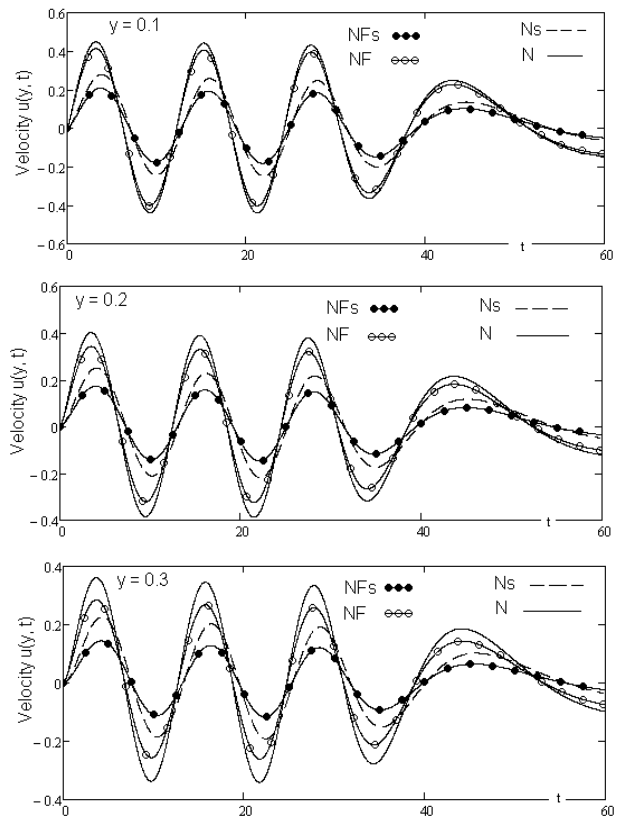 0.6
y = 0.1
NFs
Ns
0.4
NF
N
0.2
Velocity u(y, t)
0
− 0.2
− 0.4
t
− 0.6
0
20
40
60
0.6
y = 0.2
NFs
Ns
0.4
NF
N
0.2
Velocity u(y, t)
0
− 0.2
t
− 0.4
0
20
40
60
0.4
y = 0.3
NFs
Ns
NF
N
0.2
Velocity u(y, t)
0
− 0.2
t
− 0.4
0
20
40
60